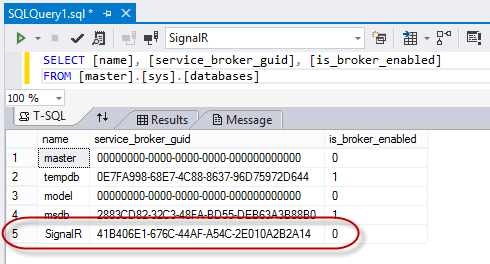 SQLQuery1.sql *
SignalR
SELECT [name], [service_broker_guid], [is_broker_enabled]
FROM [master].[sys].[databases]
100 %
T-SQL Results Message
name service_broker_guid is_broker_enabled
1 master 00000000-0000-0000-0000-000000000000 0
2 tempdb 0E7FA998-68E7-4C88-8637-96D75972D644 1
3 model 00000000-0000-0000-0000-000000000000 0
4 msdb 2883CD82-32C3-48FA-BD55-DEB63A3B88B0 1
5 SignalR 41B406E1-676C-44AF-A54C-2E010A2B2A14 0